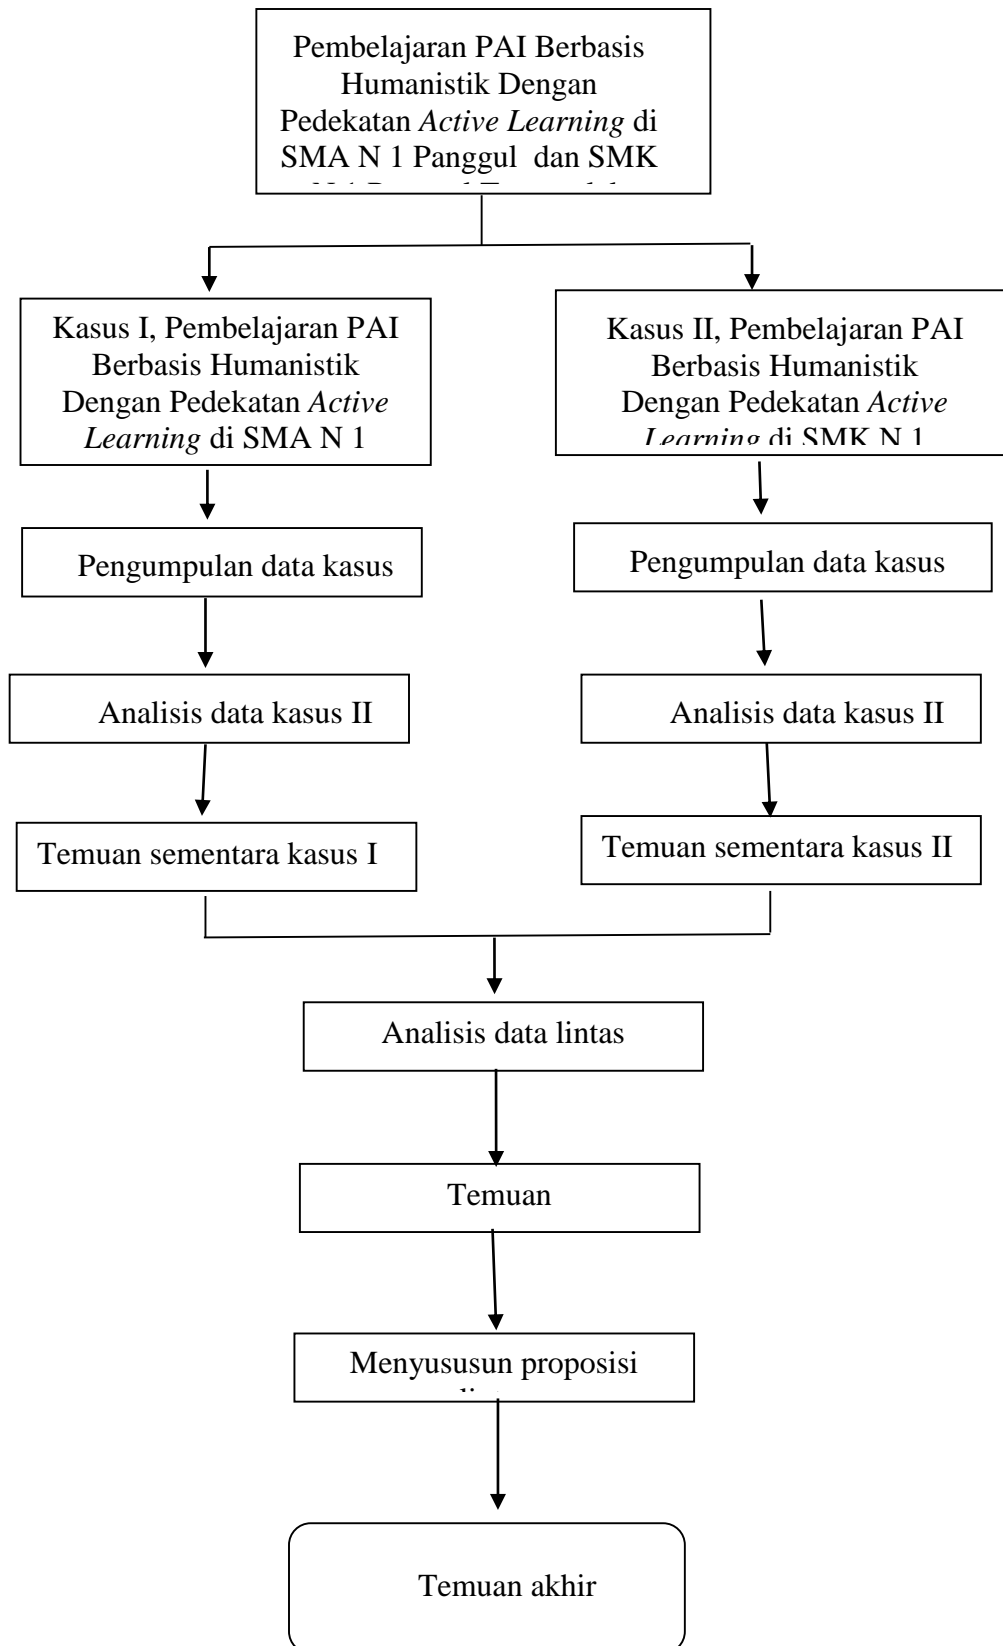 Pembelajaran PAI Berbasis
Humanistik Dengan
Pedekatan Active Learning di
SMA N 1 Panggul dan SMK
Kasus I, Pembelajaran PAI
Berbasis Humanistik
Dengan Pedekatan Active
Learning di SMA N 1
Kasus II, Pembelajaran PAI
Berbasis Humanistik
Dengan Pedekatan Active
Learning di SMK N 1
Pengumpulan data kasus
Pengumpulan data kasus
Analisis data kasus II
Analisis data kasus II
Temuan sementara kasus I
Temuan sementara kasus II
Analisis data lintas
Temuan
Menyususun proposisi
Temuan akhir